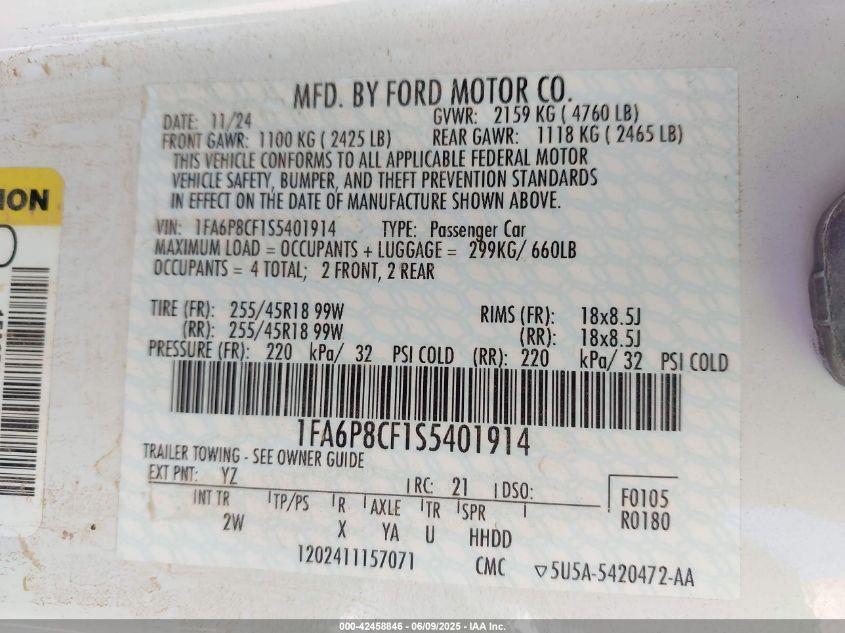 MFD. BY FORD MOTOR CO.
DATE: 11/24 GVWR: 2159 KG ( 4760 LB)
FRONT GAWR: 1100 KG ( 2425 LB) REAR GAWR: 1118 KG ( 2465 LB)
THIS VEHICLE CONFORMS TO ALL APPLICABLE FEDERAL MOTOR
VEHICLE SAFETY, BUMPER, AND THEFT PREVENTION STANDARDS
IN EFFECT ON THE DATE OF MANUFACTURE SHOWN ABOVE.
VIN: 1FA6P8CF1S5401914 TYPE: Passenger Car
MAXIMUM LOAD = OCCUPANTS + LUGGAGE = 299KG/ 660LB
OCCUPANTS = 4 TOTAL; 2 FRONT, 2 REAR
TIRE (FR): 255/45R18 99W RIMS (FR): 18x8.5J
(RR): 255/45R18 99W (RR): 18x8.5J
PRESSURE (FR): 220 kPa/ 32 PSI COLD (RR): 220 kPa/ 32 PSI COLD
1FA6P8CF1S5401914
TRAILER TOWING - SEE OWNER GUIDE
EXT PNT: YZ RC: 21 DSO:
INT TR TP/PS R AXLE TR SPR
2W X YA U HHDD
F0105
R0180
1202411157071 CMC ▽5U5A-5420472-AA
000-42458846 - 06/09/2025 - IAA Inc.